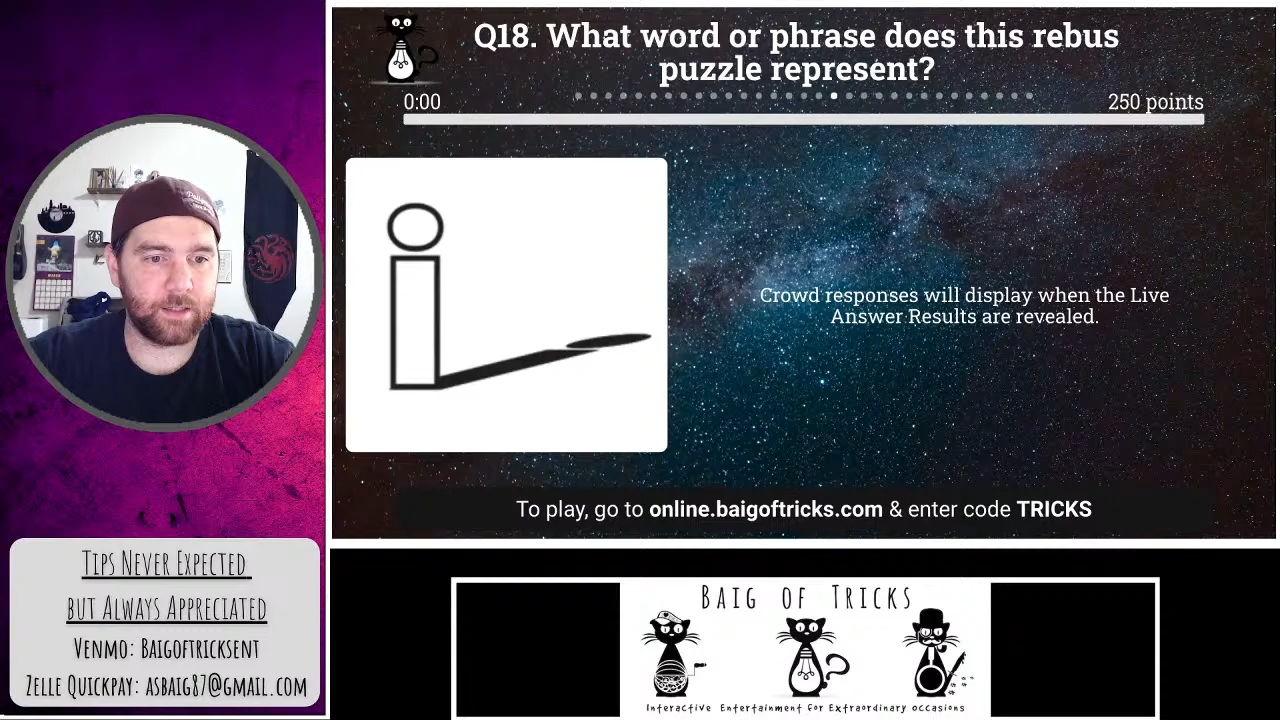 Q18. What word or phrase does this rebus
puzzle represent?
0:00
250 points
Crowd responses will display when the Live
Answer Results are revealed.
To play, go to online.baigoftricks.com & enter code TRICKS
Tips Never Expected
but Always Appreciated
Venmo: Baigoftricksent
Zelle Quickpay: asbaig87@gmail.com
Baig of Tricks
Interactive Entertainment for Extraordinary occasions